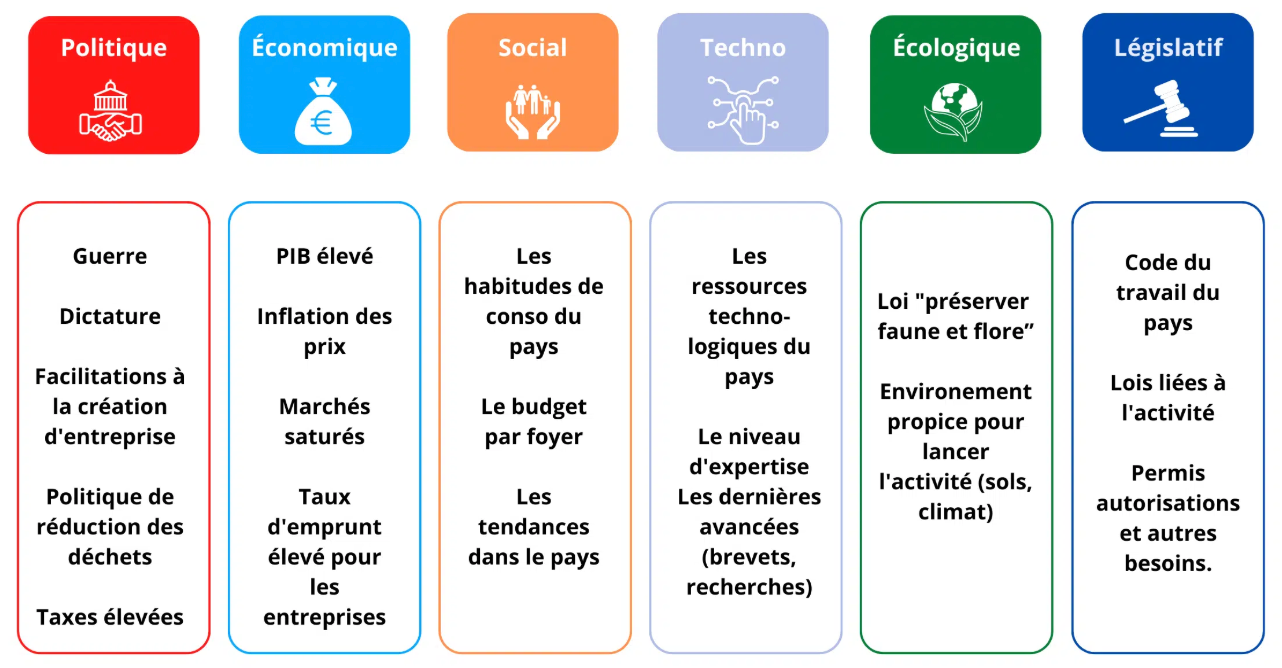 Politique
Guerre
Dictature
Facilitations à
la création
d'entreprise
Politique de
réduction des
déchets
Taxes élevées
Économique
€
PIB élevé
Inflation des
prix
Marchés
saturés
Taux
d'emprunt
élevé pour
les
entreprises
Social
Les
habitudes de
conso du
pays
Le budget
par foyer
Les
tendances
dans le pays
Techno
Les
ressources
techno-
logiques du
pays
Le niveau
d'expertise
Les dernières
avancées
(brevets,
recherches)
Écologique
Loi "préserver
faune et flore”
Environement
propice pour
lancer
l'activité (sols,
climat)
Législatif
Code du
travail du
pays
Lois liées à
l'activité
Permis
autorisations
et autres
besoins.